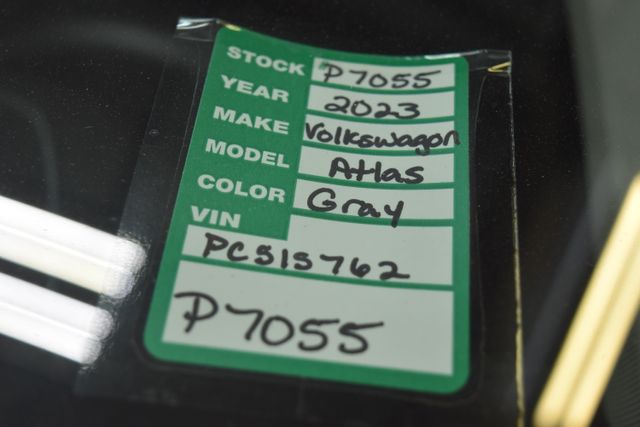 STOCK P7055
YEAR 2023
MAKE Volkswagon
MODEL Atlas
COLOR Gray
VIN
PC515762
P7055